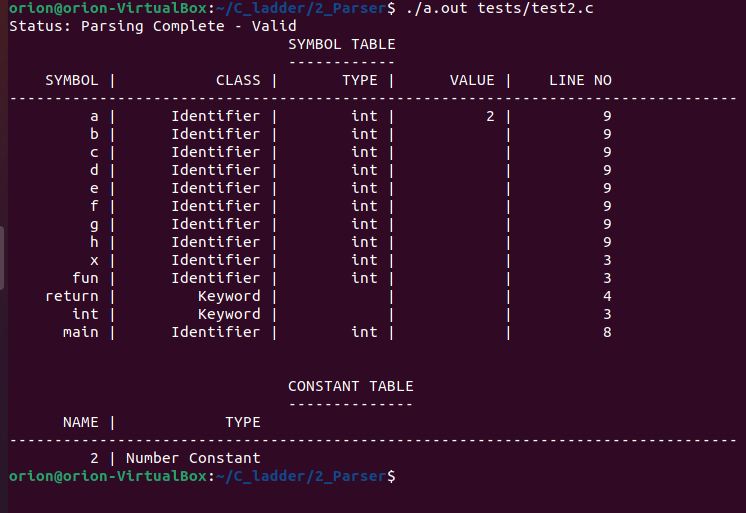 orion@orion-VirtualBox:~/C_ladder/2_Parser$ ./a.out tests/test2.c
Status: Parsing Complete - Valid
SYMBOL TABLE
------------
SYMBOL | CLASS | TYPE | VALUE | LINE NO
---------------------------------------------------------------------------------
a | Identifier | int | 2 | 9
b | Identifier | int | | 9
c | Identifier | int | | 9
d | Identifier | int | | 9
e | Identifier | int | | 9
f | Identifier | int | | 9
g | Identifier | int | | 9
h | Identifier | int | | 9
x | Identifier | int | | 3
fun | Identifier | int | | 3
return | Keyword | | | 4
int | Keyword | | | 3
main | Identifier | int | | 8
CONSTANT TABLE
--------------
NAME | TYPE
---------------------------------------------------------------------------------
2 | Number Constant
orion@orion-VirtualBox:~/C_ladder/2_Parser$